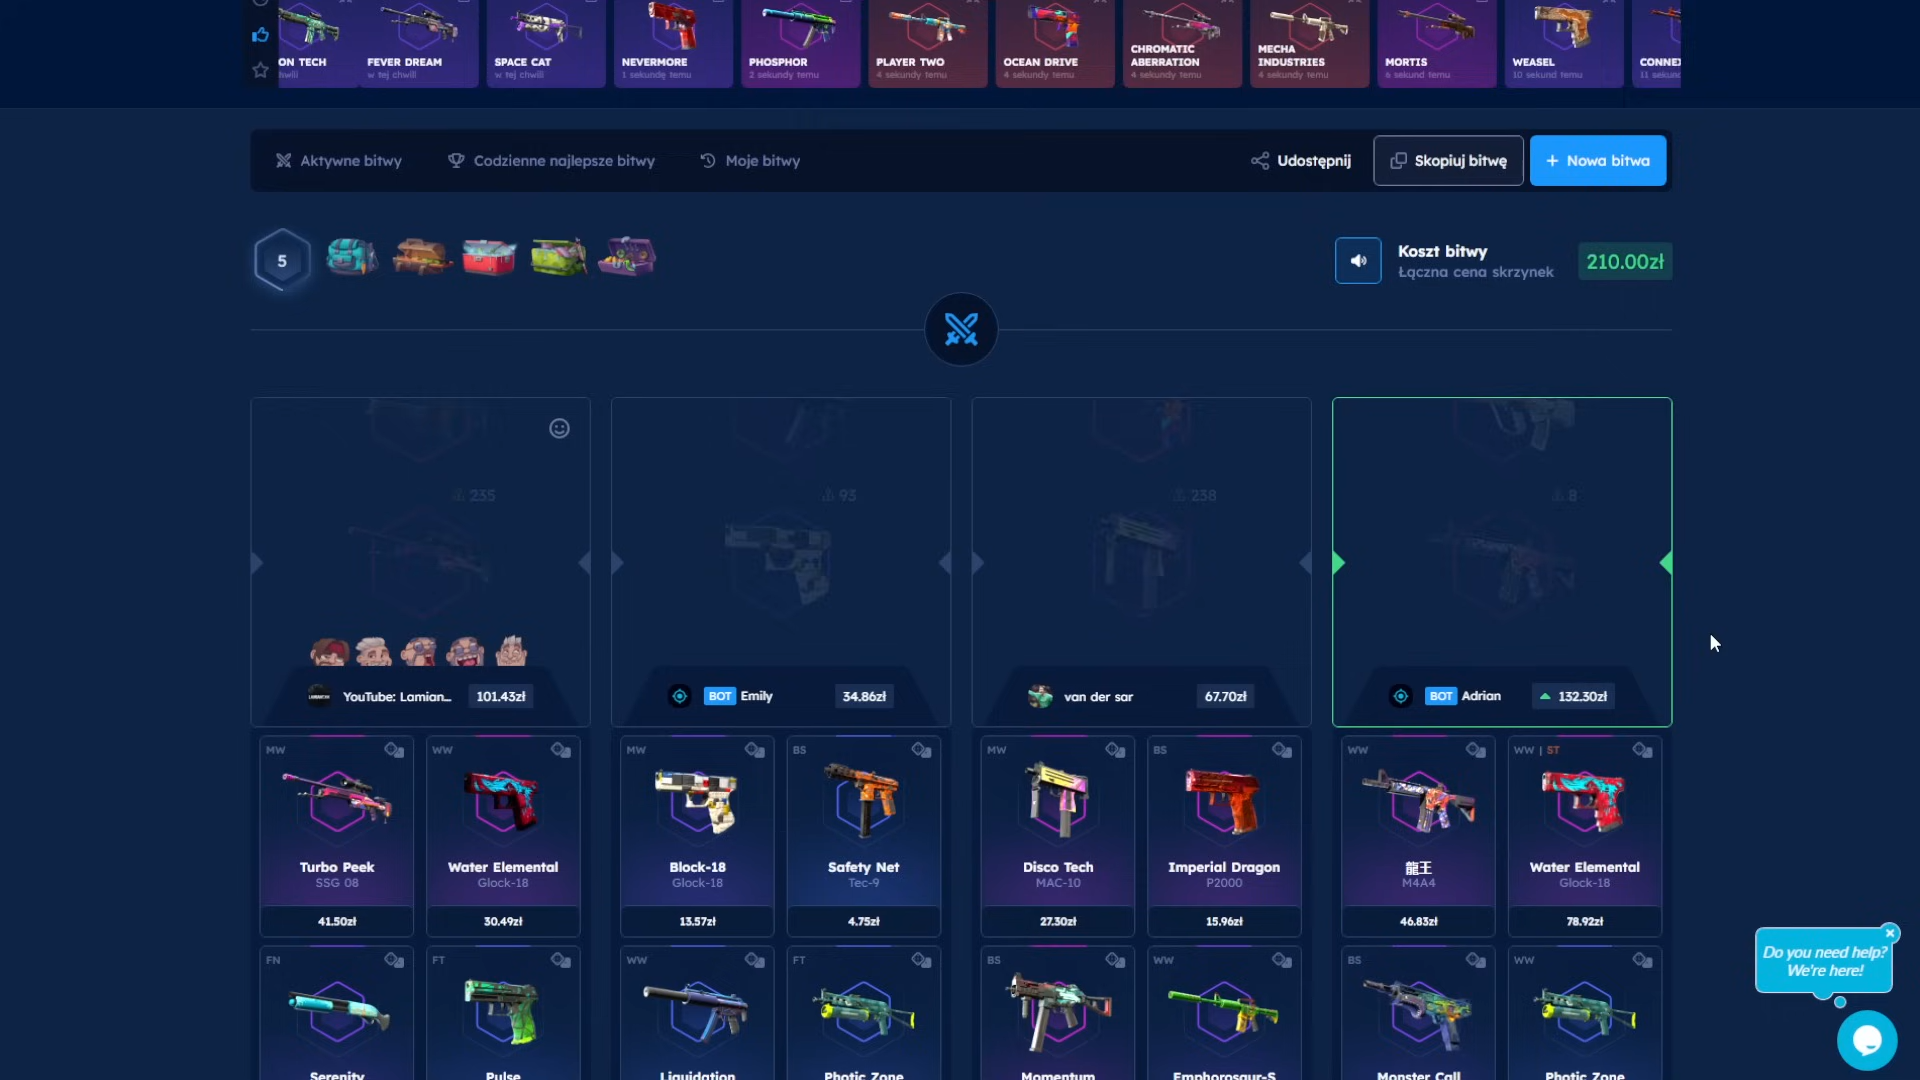 ON TECH
FEVER DREAM
w tej chwili
SPACE CAT
w tej chwili
NEVERMORE
1 sekundę temu
PHOSPHOR
2 sekundy temu
PLAYER TWO
4 sekundy temu
OCEAN DRIVE
4 sekundy temu
CHROMATIC
ABERRATION
4 sekundy temu
MECHA
INDUSTRIES
4 sekundy temu
MORTIS
6 sekund temu
WEASEL
10 sekund temu
CONNE
Aktywne bitwy
Codzienne najlepsze bitwy
Moje bitwy
Udostępnij
Skopiuj bitwę
+ Nowa bitwa
5
Koszt bitwy
Łączna cena skrzynek
210.00zł
235
93
238
8
YouTube: Lamian...
101.43zł
BOT Emily
34.86zł
van der sar
67.70zł
BOT Adrian
132.30zł
MW
Turbo Peek
SSG 08
41.50zł
WW
Water Elemental
Glock-18
30.49zł
MW
Block-18
Glock-18
13.57zł
BS
Safety Net
Tec-9
4.75zł
MW
Disco Tech
MAC-10
27.30zł
BS
Imperial Dragon
P2000
15.96zł
WW
龍王
M4A4
46.83zł
WW | ST
Water Elemental
Glock-18
78.92zł
FN
Serenity
FT
Pulse
WW
Liquidation
FT
Photic Zone
BS
Momentum
WW
Emphorosaur-S
BS
Monster Call
WW
Photic Zone
Do you need help?
We're here!